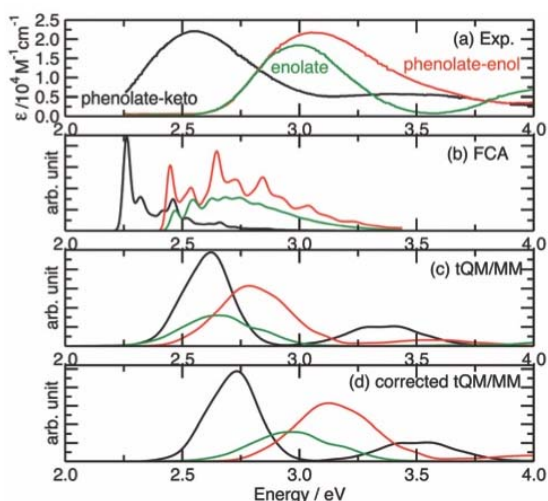 ε /10⁴ M⁻¹cm⁻¹
2.5
2.0
1.5
1.0
0.5
0.0
(a) Exp.
phenolate-enol
enolate
phenolate-keto
2.0 2.5 3.0 3.5 4.0
arb. unit
(b) FCA
2.0 2.5 3.0 3.5 4.0
arb. unit
(c) tQM/MM
2.0 2.5 3.0 3.5 4.0
arb. unit
(d) corrected tQM/MM
2.0 2.5 3.0 3.5 4.0
Energy / eV